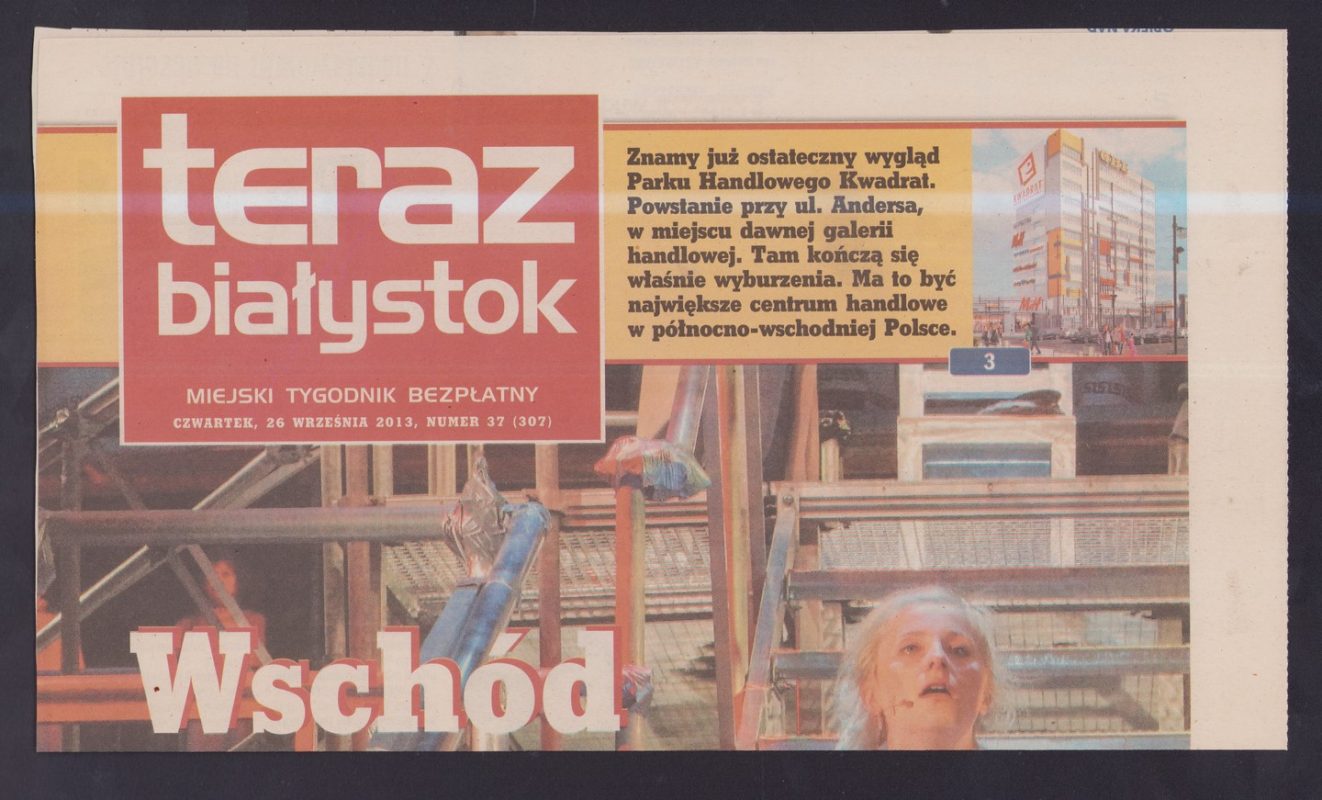 teraz
białystok
MIEJSKI TYGODNIK BEZPŁATNY
CZWARTEK, 26 WRZEŚNIA 2013, NUMER 37 (307)
Znamy już ostateczny wygląd
Parku Handlowego Kwadrat.
Powstanie przy ul. Andersa,
w miejscu dawnej galerii
handlowej. Tam kończą się
właśnie wyburzenia. Ma to być
największe centrum handlowe
w północno-wschodniej Polsce.
KWADRAT
3
Wschód